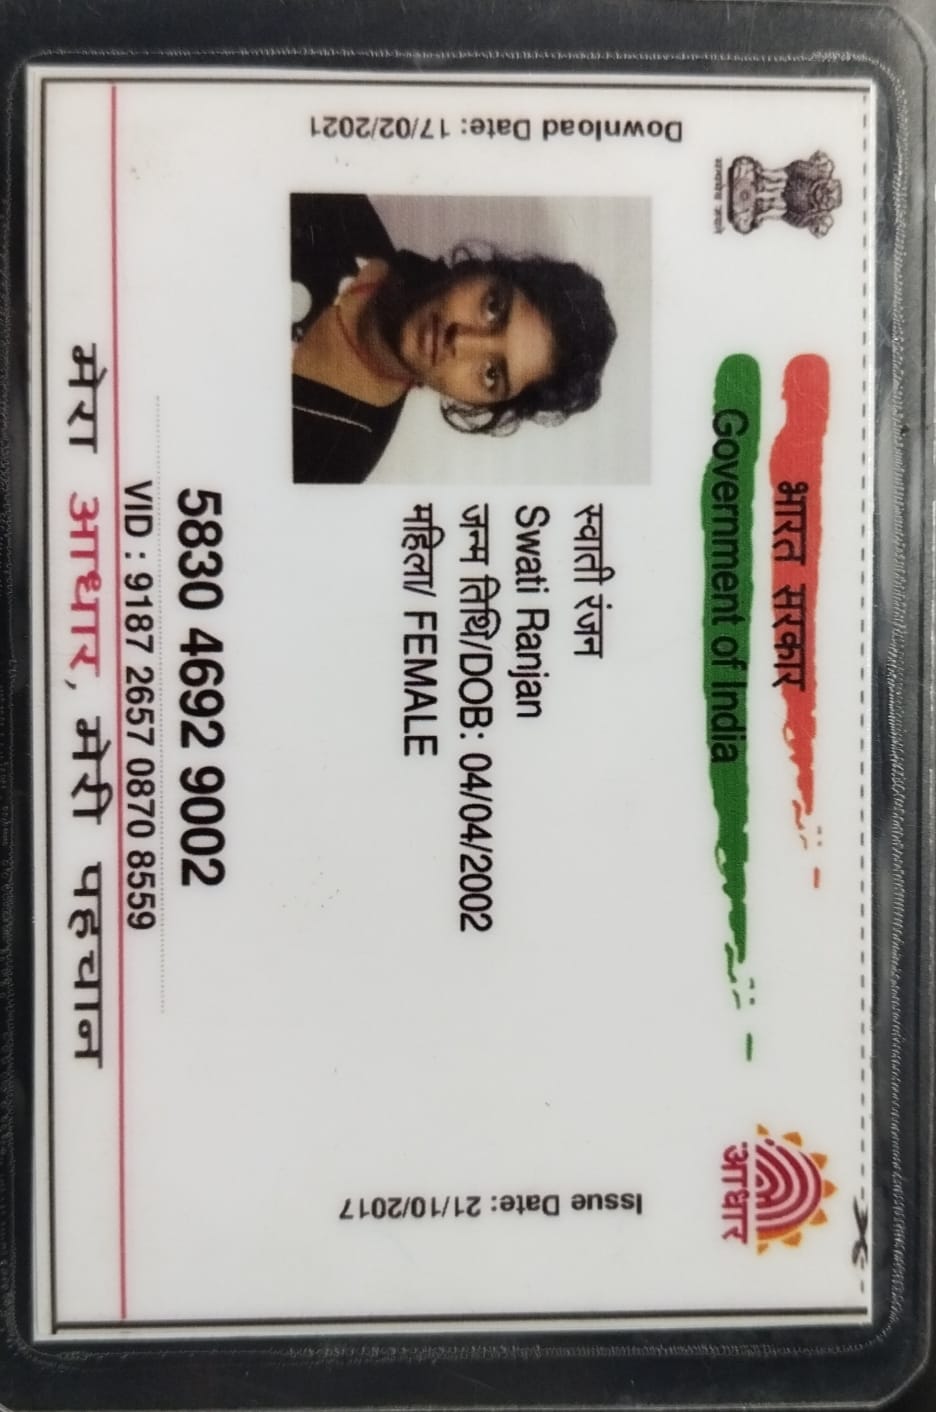 भारत सरकार
Government of India
आधार
Download Date: 17/02/2021
Issue Date: 21/10/2017
स्वाती रंजन
Swati Ranjan
जन्म तिथि/DOB: 04/04/2002
महिला/ FEMALE
5830 4692 9002
VID : 9187 2657 0870 8559
मेरा आधार, मेरी पहचान